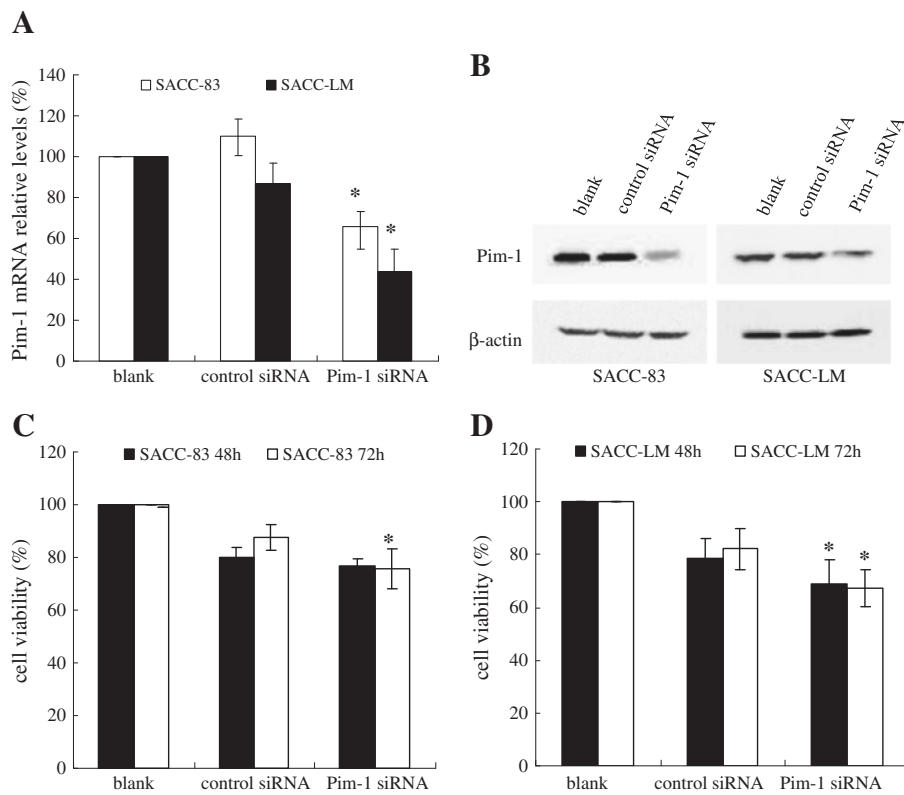 A
Pim-1 mRNA relative levels (%)
140
120
100
80
60
40
20
0
SACC-83
SACC-LM
*
*
blank
control siRNA
Pim-1 siRNA
B
blank
control siRNA
Pim-1 siRNA
blank
control siRNA
Pim-1 siRNA
Pim-1
β-actin
SACC-83
SACC-LM
C
cell viability (%)
120
100
80
60
40
20
0
SACC-83 48h
SACC-83 72h
*
blank
control siRNA
Pim-1 siRNA
D
cell viability (%)
120
100
80
60
40
20
0
SACC-LM 48h
SACC-LM 72h
*
*
blank
control siRNA
Pim-1 siRNA